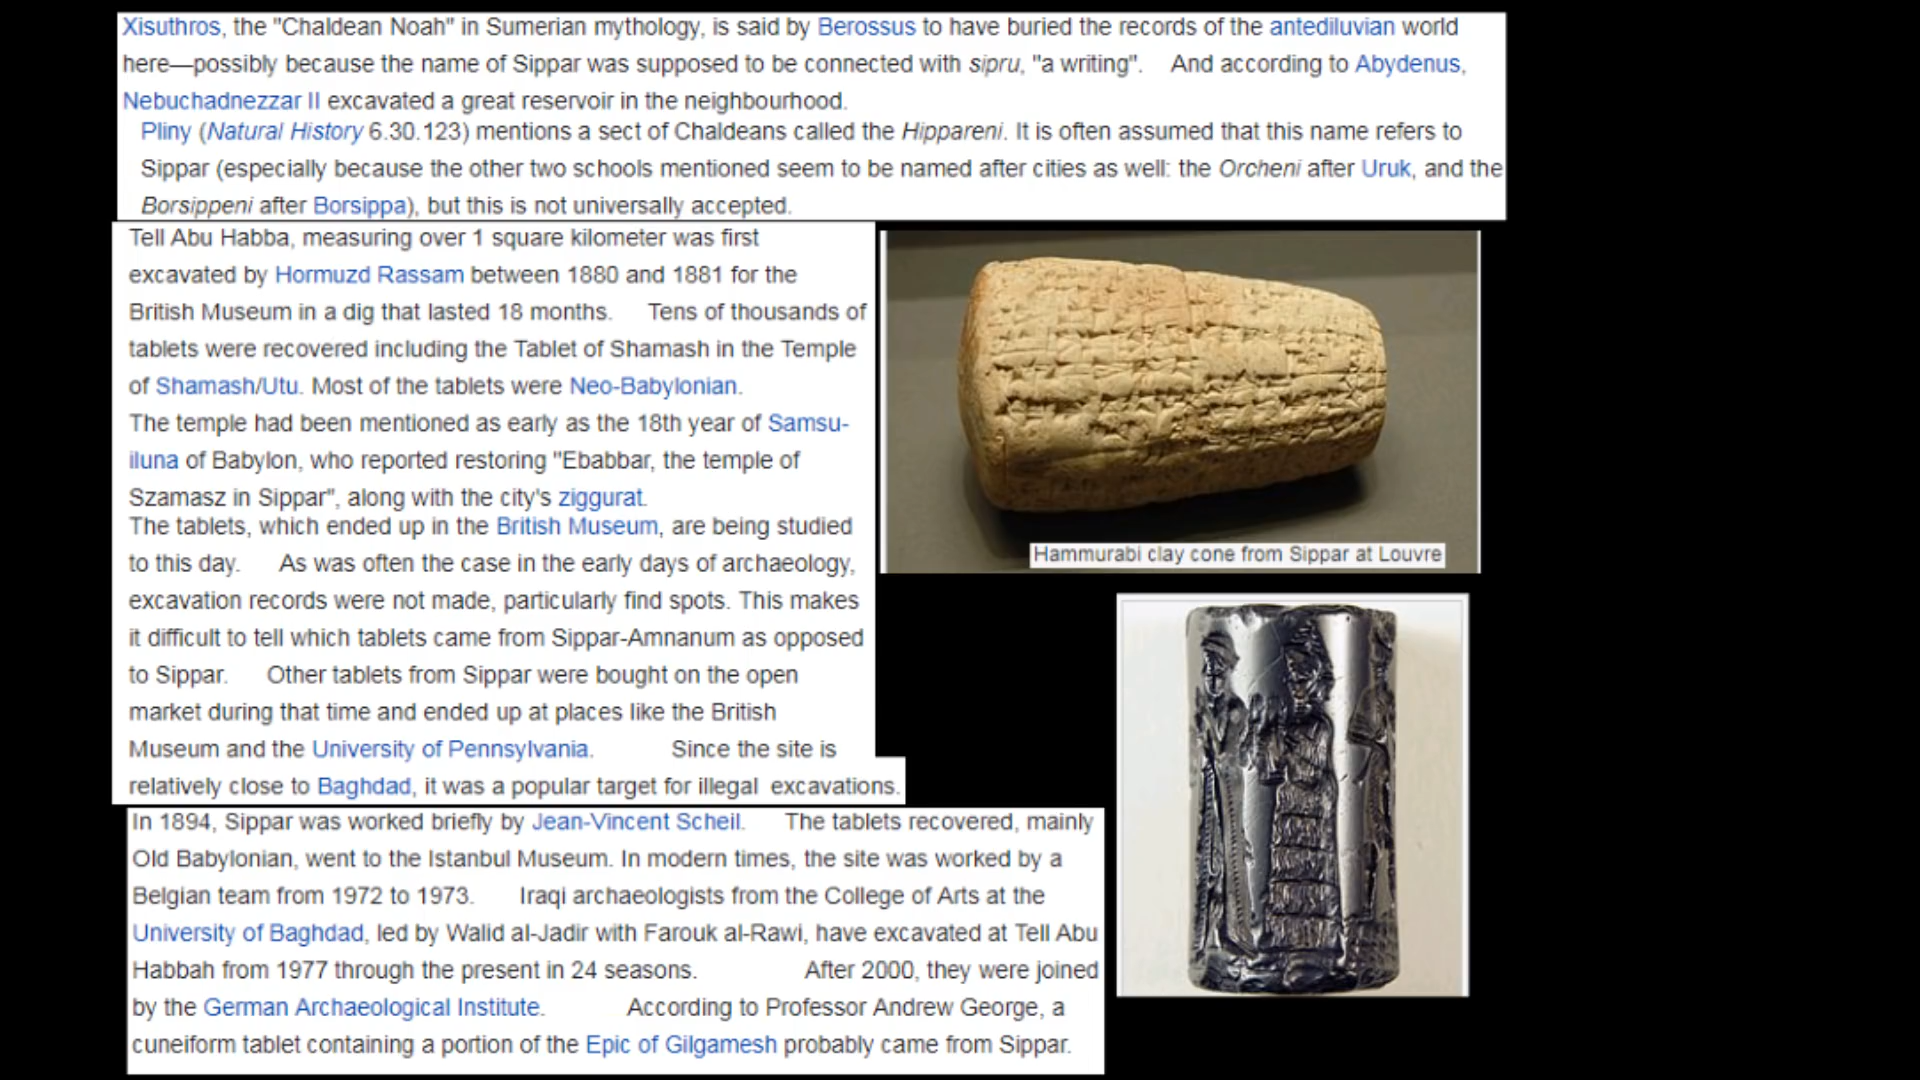 Xisuthros, the "Chaldean Noah" in Sumerian mythology, is said by Berossus to have buried the records of the antediluvian world
here—possibly because the name of Sippar was supposed to be connected with sipru, "a writing". And according to Abydenus,
Nebuchadnezzar II excavated a great reservoir in the neighbourhood.
Pliny (Natural History 6.30.123) mentions a sect of Chaldeans called the Hippareni. It is often assumed that this name refers to
Sippar (especially because the other two schools mentioned seem to be named after cities as well: the Orcheni after Uruk, and the
Borsippeni after Borsippa), but this is not universally accepted.
Tell Abu Habba, measuring over 1 square kilometer was first
excavated by Hormuzd Rassam between 1880 and 1881 for the
British Museum in a dig that lasted 18 months. Tens of thousands of
tablets were recovered including the Tablet of Shamash in the Temple
of Shamash/Utu. Most of the tablets were Neo-Babylonian.
The temple had been mentioned as early as the 18th year of Samsu-
iluna of Babylon, who reported restoring "Ebabbar, the temple of
Szamasz in Sippar", along with the city's ziggurat.
The tablets, which ended up in the British Museum, are being studied
to this day. As was often the case in the early days of archaeology,
excavation records were not made, particularly find spots. This makes
it difficult to tell which tablets came from Sippar-Amnanum as opposed
to Sippar. Other tablets from Sippar were bought on the open
market during that time and ended up at places like the British
Museum and the University of Pennsylvania. Since the site is
relatively close to Baghdad, it was a popular target for illegal excavations.
Hammurabi clay cone from Sippar at Louvre
In 1894, Sippar was worked briefly by Jean-Vincent Scheil. The tablets recovered, mainly
Old Babylonian, went to the Istanbul Museum. In modern times, the site was worked by a
Belgian team from 1972 to 1973. Iraqi archaeologists from the College of Arts at the
University of Baghdad, led by Walid al-Jadir with Farouk al-Rawi, have excavated at Tell Abu
Habbah from 1977 through the present in 24 seasons. After 2000, they were joined
by the German Archaeological Institute. According to Professor Andrew George, a
cuneiform tablet containing a portion of the Epic of Gilgamesh probably came from Sippar.